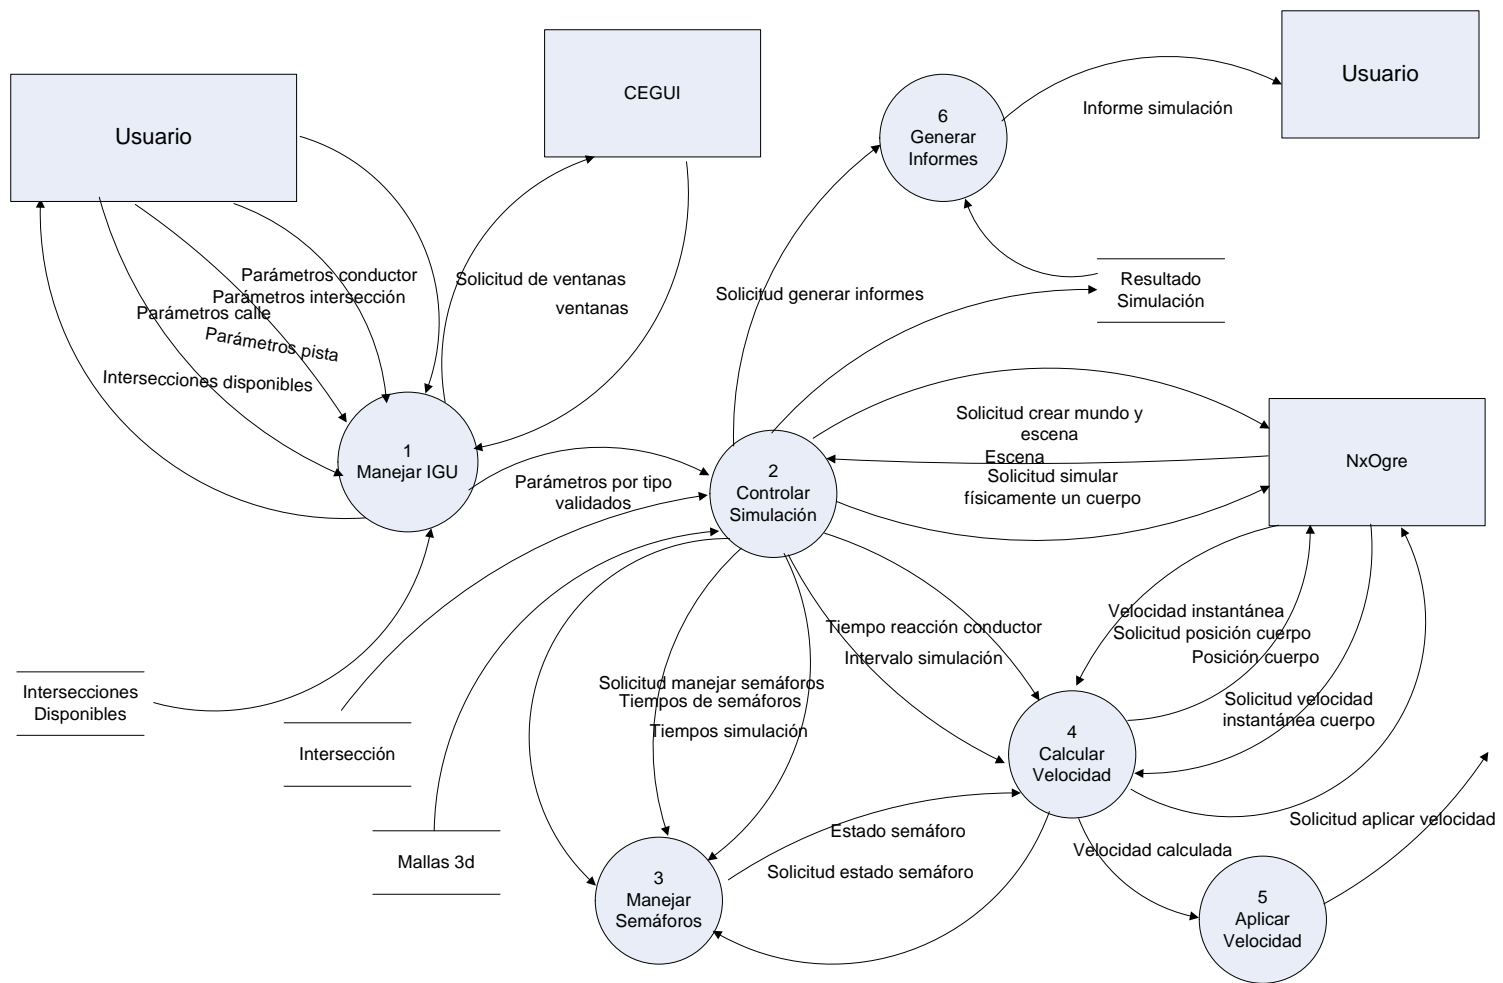 Usuario
CEGUI
6
Generar
Informes
Informe simulación
Usuario
Parámetros conductor
Parámetros intersección
Parámetros calle
Parámetros pista
Intersecciones disponibles
Solicitud de ventanas
ventanas
Solicitud generar informes
Resultado
Simulación
1
Manejar IGU
Parámetros por tipo
validados
2
Controlar
Simulación
Solicitud crear mundo y
escena
Escena
Solicitud simular
físicamente un cuerpo
NxOgre
Intersecciones
Disponibles
Intersección
Mallas 3d
Tiempo reacción conductor
Intervalo simulación
Solicitud manejar semáforos
Tiempos de semáforos
Tiempos simulación
Velocidad instantánea
Solicitud posición cuerpo
Posición cuerpo
Solicitud velocidad
instantánea cuerpo
4
Calcular
Velocidad
Estado semáforo
Solicitud estado semáforo
3
Manejar
Semáforos
Velocidad calculada
Solicitud aplicar velocidad
5
Aplicar
Velocidad